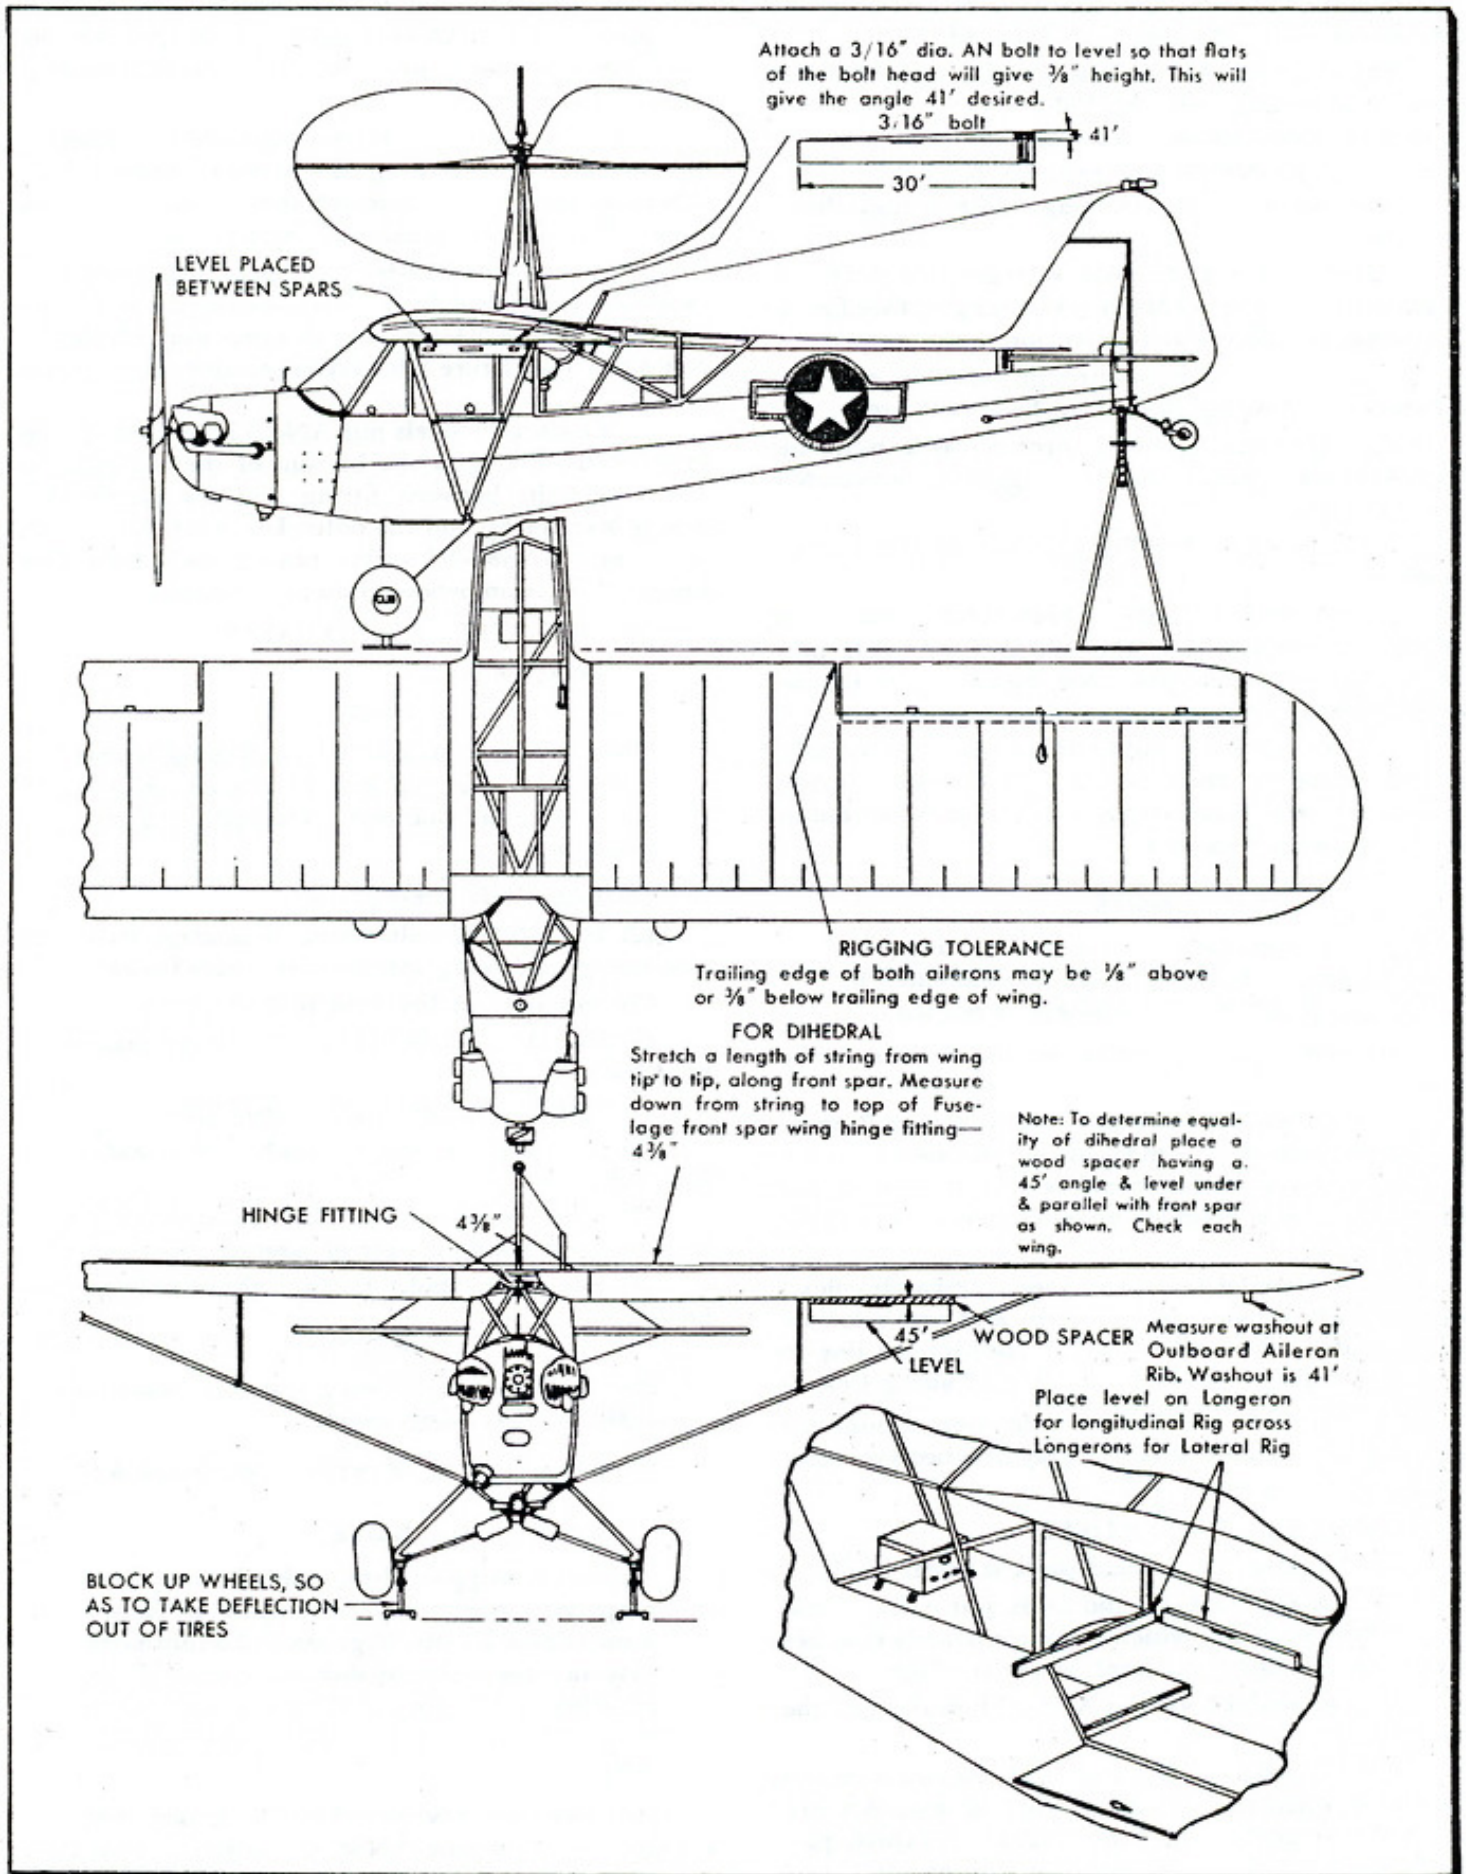 Attach a 3/16" dia. AN bolt to level so that flats
of the bolt head will give ⅜" height. This will
give the angle 41' desired.
3/16" bolt
41'
30'
LEVEL PLACED
BETWEEN SPARS
CUB
RIGGING TOLERANCE
Trailing edge of both ailerons may be ⅛" above
or ⅜" below trailing edge of wing.
FOR DIHEDRAL
Stretch a length of string from wing
tip to tip, along front spar. Measure
down from string to top of Fuse-
lage front spar wing hinge fitting—
4⅜"
Note: To determine equal-
ity of dihedral place a
wood spacer having a
45' angle & level under
& parallel with front spar
as shown. Check each
wing.
HINGE FITTING
4⅜"
45'
WOOD SPACER
LEVEL
Measure washout at
Outboard Aileron
Rib. Washout is 41'
Place level on Longeron
for longitudinal Rig across
Longerons for Lateral Rig
BLOCK UP WHEELS, SO
AS TO TAKE DEFLECTION
OUT OF TIRES